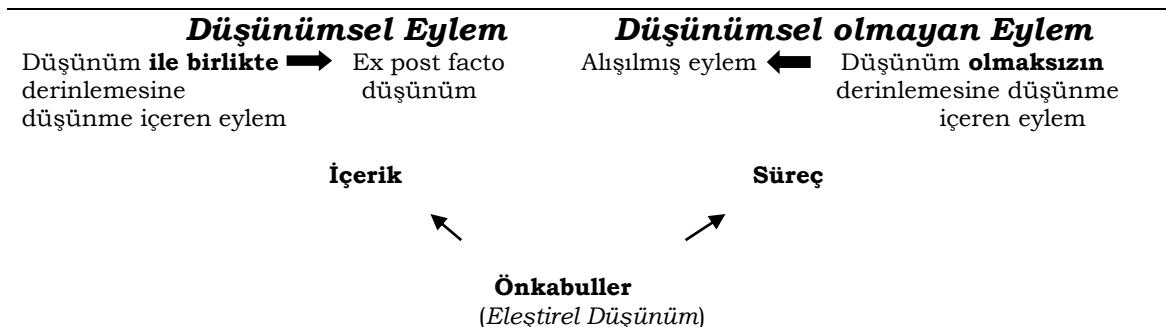 Düşünümsel Eylem Düşünümsel olmayan Eylem
Düşünüm ile birlikte Ex post facto Alışılmış eylem Düşünüm olmaksızın
derinlemesine düşünüm derinlemesine düşünme
düşünme içeren eylem içeren eylem
İçerik Süreç
Önkabuller
(Eleştirel Düşünüm)